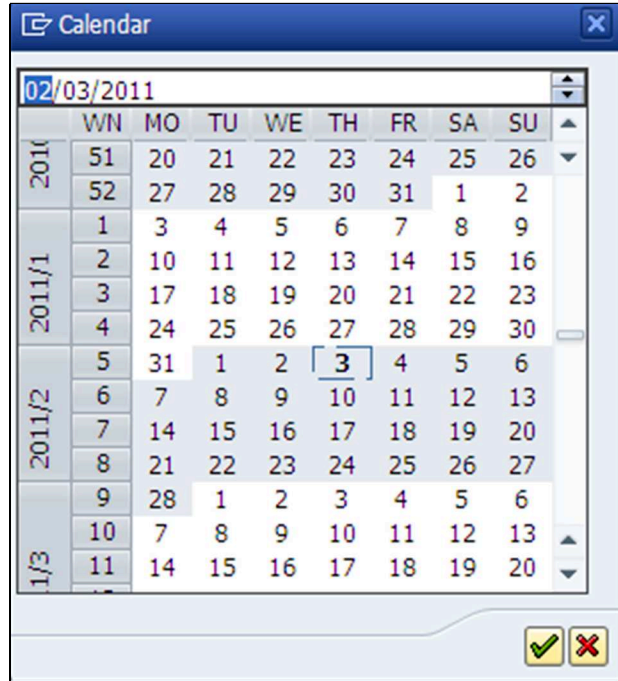 Calendar
02/03/2011
WN MO TU WE TH FR SA SU
51 20 21 22 23 24 25 26
52 27 28 29 30 31 1 2
1 3 4 5 6 7 8 9
2 10 11 12 13 14 15 16
3 17 18 19 20 21 22 23
4 24 25 26 27 28 29 30
5 31 1 2 3 4 5 6
6 7 8 9 10 11 12 13
7 14 15 16 17 18 19 20
8 21 22 23 24 25 26 27
9 28 1 2 3 4 5 6
10 7 8 9 10 11 12 13
11 14 15 16 17 18 19 20
2011/1
2011/2